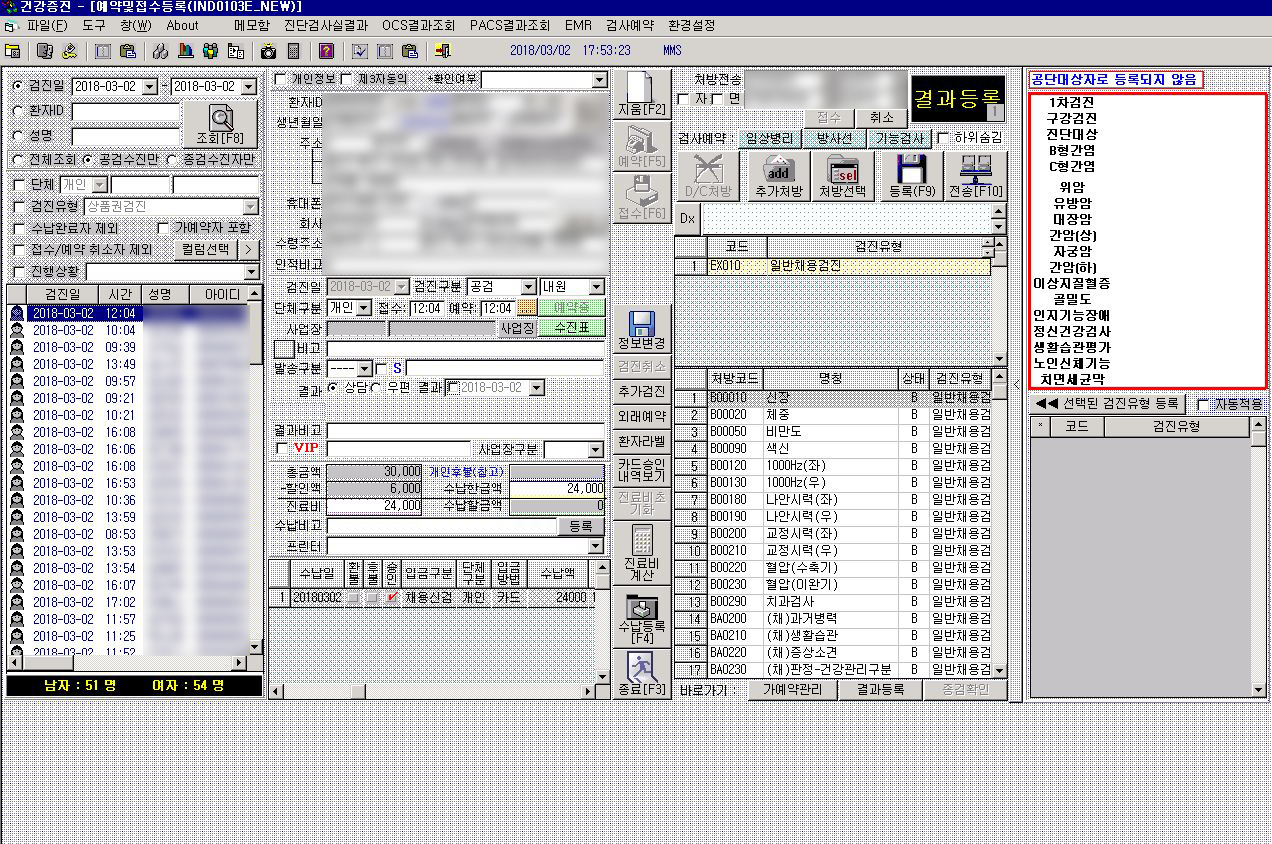 건강증진 - [예약및접수등록(IND0103E_NEW)]
파일(F) 도구 창(W) About 메모함 진단검사실결과 OCS결과조회 PACS결과조회 EMR 검사예약 환경설정
2018/03/02 17:53:23 MMS
검진일 2018-03-02 - 2018-03-02
환자ID
성명
조회[F8]
전체조회 공검수진만 종검수진자만
단체 개인
검진유형 상품권검진
수납완료자 제외 가예약자 포함
접수/예약 취소자 제외 컬럼선택 >
진행상황
검진일 시간 성명 아이디
2018-03-02 12:04
2018-03-02 10:04
2018-03-02 09:39
2018-03-02 13:49
2018-03-02 09:57
2018-03-02 09:21
2018-03-02 10:21
2018-03-02 16:08
2018-03-02 16:06
2018-03-02 16:08
2018-03-02 16:53
2018-03-02 10:36
2018-03-02 13:59
2018-03-02 08:53
2018-03-02 13:53
2018-03-02 13:54
2018-03-02 16:07
2018-03-02 17:02
2018-03-02 11:57
2018-03-02 11:25
2018-03-02 11:52
남자 : 51 명 여자 : 54 명
개인정보 제3자동의 *확인여부
환자ID
생년월일
주소
휴대폰
회사
수령주소
인적비고
검진일 2018-03-02 검진구분 공검 내원
단체구분 개인 접수: 12:04 예약: 12:04 예약증
사업장 사업장 수진표
비고
발송구분 ---- S
결과 상담 우편 결과 2018-03-02
결과비고
VIP 사업장구분
총금액 30,000 개인후불(참고)
할인액 6,000 수납한금액 24,000
진료비 24,000 수납할금액 0
수납비고 등록
프린터
수납일 환불 후불 승인 입금구분 단체구분 입금방법 수납액
1 20180302 채용신검 개인 카드 24000
지움[F2]
예약[F5]
접수[F6]
정보변경
검진취소
추가검진
외래예약
환자라벨
카드승인내역보기
진료비초기화
진료비계산
수납등록[F4]
종료[F3]
처방전송
자 면
접수 취소
결과등록
1
검사예약 : 임상병리 방사선 기능검사 하위숨김
D/C처방 추가처방 처방선택 등록(F9) 전송[F10]
add
sel
Dx
코드 검진유형
1 EX010 일반채용검진
처방코드 명칭 상태 검진유형
1 B00010 신장 B 일반채용검
2 B00020 체중 B 일반채용검
3 B00050 비만도 B 일반채용검
4 B00090 색신 B 일반채용검
5 B00120 1000Hz(좌) B 일반채용검
6 B00130 1000Hz(우) B 일반채용검
7 B00180 나안시력(좌) B 일반채용검
8 B00190 나안시력(우) B 일반채용검
9 B00200 교정시력(좌) B 일반채용검
10 B00210 교정시력(우) B 일반채용검
11 B00220 혈압(수축기) B 일반채용검
12 B00230 혈압(이완기) B 일반채용검
13 B00290 치과검사 B 일반채용검
14 BA0200 (채)과거병력 B 일반채용검
15 BA0210 (채)생활습관 B 일반채용검
16 BA0220 (채)증상소견 B 일반채용검
17 BA0230 (채)판정-건강관리구분 B 일반채용검
바로가기 : 가예약관리 결과등록 종검확인
공단대상자로 등록되지 않음
1차검진
구강검진
진단대상
B형간염
C형간염
위암
유방암
대장암
간암(상)
자궁암
간암(하)
이상지질혈증
골밀도
인지기능장애
정신건강검사
생활습관평가
노인신체기능
치면세균막
◀◀ 선택된 검진유형 등록 자동적용
* 코드 검진유형